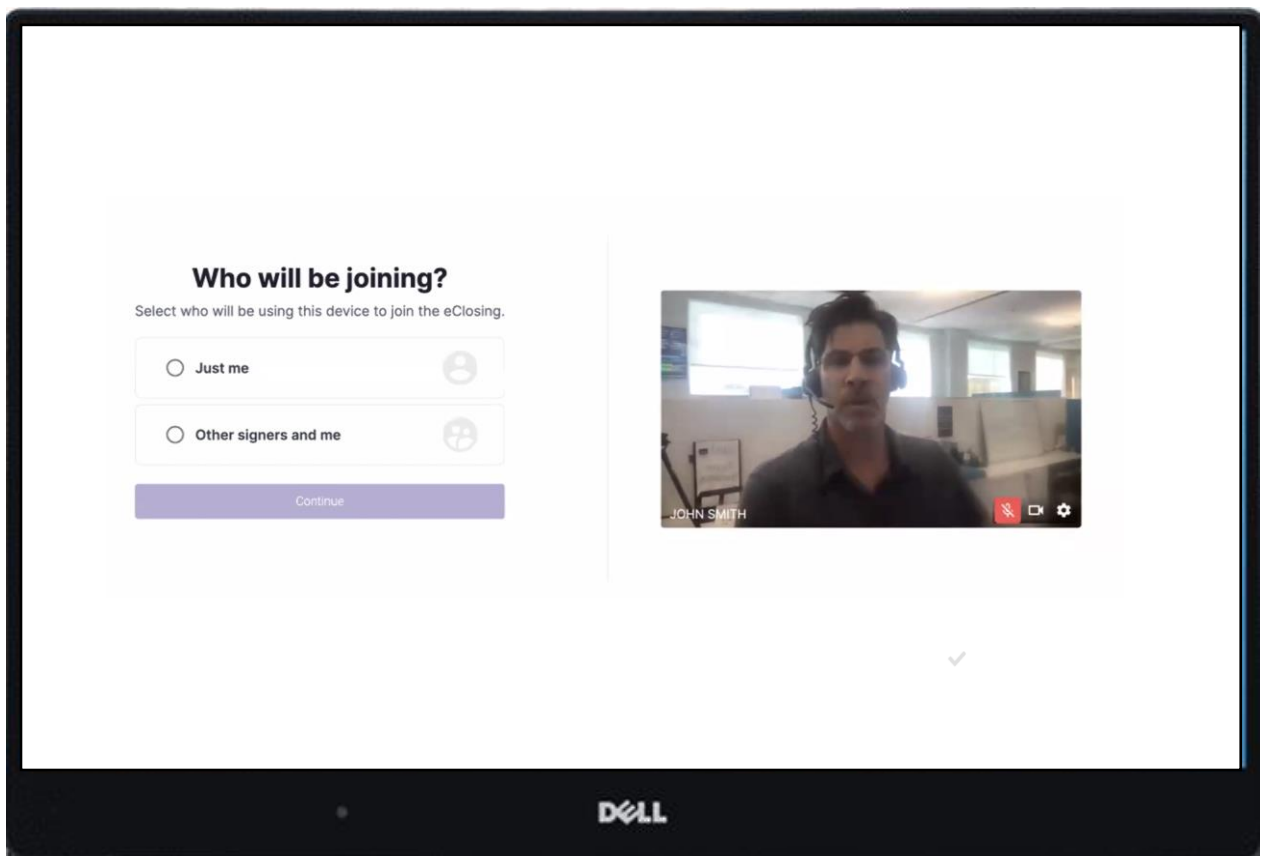 Who will be joining?
Select who will be using this device to join the eClosing.
Just me
Other signers and me
Continue
JOHN SMITH
DELL